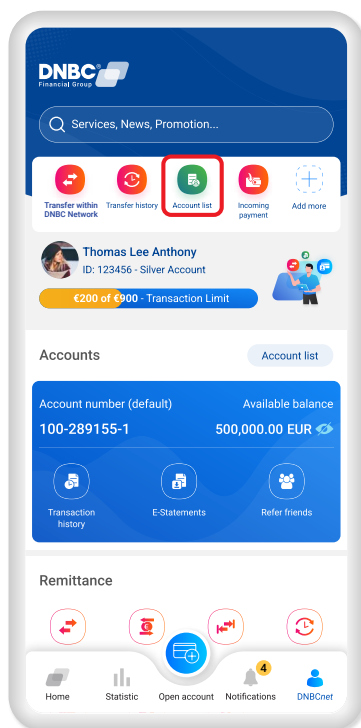 DNBC
Financial Group
Services, News, Promotion...
Transfer within
DNBC Network
Transfer history
Account list
Incoming
payment
Add more
Thomas Lee Anthony
ID: 123456 - Silver Account
€200 of €900 - Transaction Limit
Accounts
Account list
Account number (default)
Available balance
100-289155-1
500,000.00 EUR
Transaction
history
E-Statements
Refer friends
Remittance
4
Home
Statistic
Open account
Notifications
DNBCnet